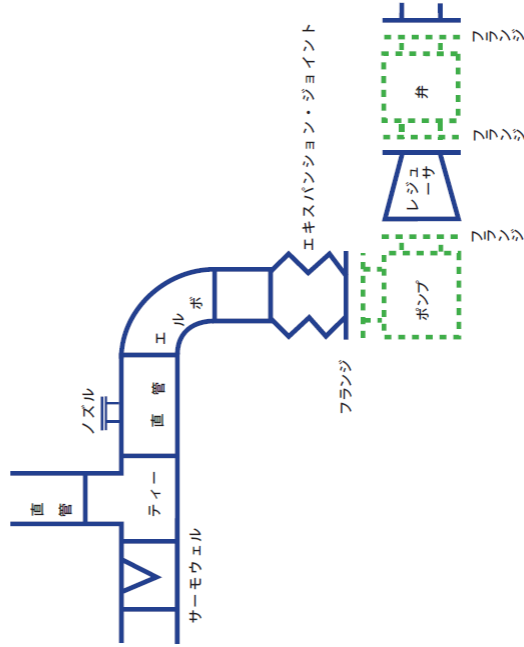 エキスパンション・ジョイント
フランジ
弁
フランジ
レジュ
ーサ
フランジ
ポンプ
フランジ
エルボ
ノズル
直管
直管
ティー
サーモウェル